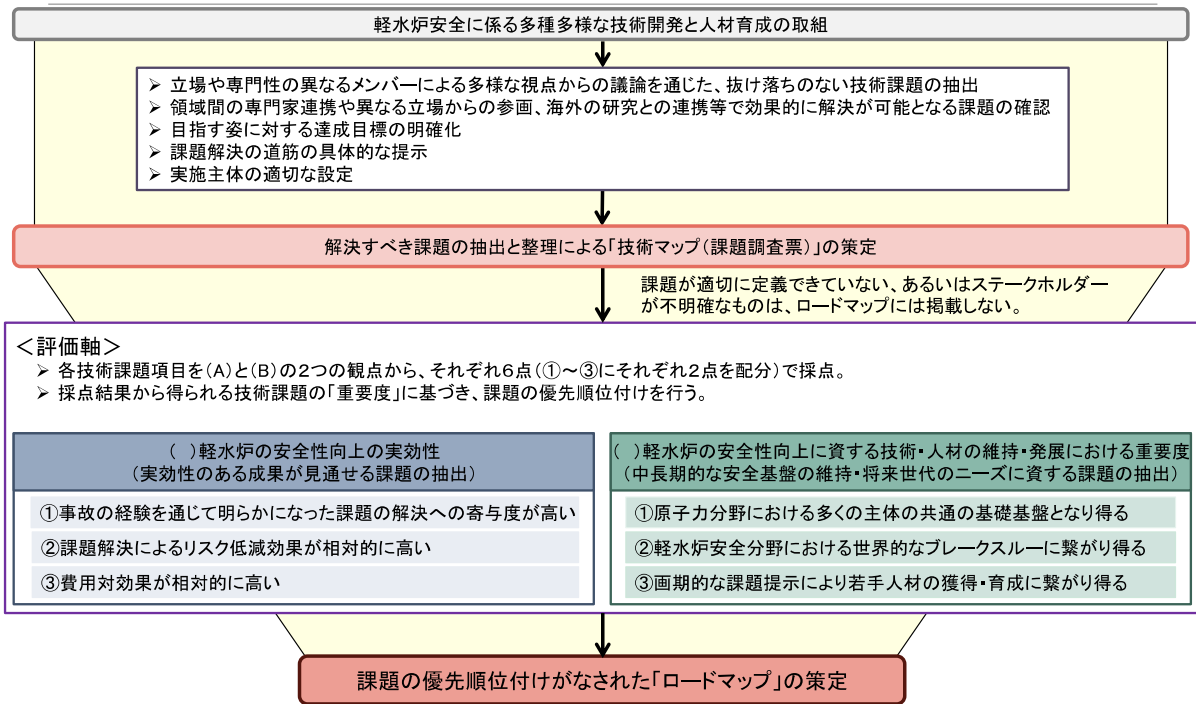 軽水炉安全に係る多種多様な技術開発と人材育成の取組
➢ 立場や専門性の異なるメンバーによる多様な視点からの議論を通じた、抜け落ちのない技術課題の抽出
➢ 領域間の専門家連携や異なる立場からの参画、海外の研究との連携等で効果的に解決が可能となる課題の確認
➢ 目指す姿に対する達成目標の明確化
➢ 課題解決の道筋の具体的な提示
➢ 実施主体の適切な設定
解決すべき課題の抽出と整理による「技術マップ(課題調査票)」の策定
課題が適切に定義できていない、あるいはステークホルダー
が不明確なものは、ロードマップには掲載しない。
＜評価軸＞
➢ 各技術課題項目を(A)と(B)の2つの観点から、それぞれ6点(①～③にそれぞれ2点を配分)で採点。
➢ 採点結果から得られる技術課題の「重要度」に基づき、課題の優先順位付けを行う。
(　)軽水炉の安全性向上の実効性
(実効性のある成果が見通せる課題の抽出)
①事故の経験を通じて明らかになった課題の解決への寄与度が高い
②課題解決によるリスク低減効果が相対的に高い
③費用対効果が相対的に高い
(　)軽水炉の安全性向上に資する技術・人材の維持・発展における重要度
(中長期的な安全基盤の維持・将来世代のニーズに資する課題の抽出)
①原子力分野における多くの主体の共通の基礎基盤となり得る
②軽水炉安全分野における世界的なブレークスルーに繋がり得る
③画期的な課題提示により若手人材の獲得・育成に繋がり得る
課題の優先順位付けがなされた「ロードマップ」の策定